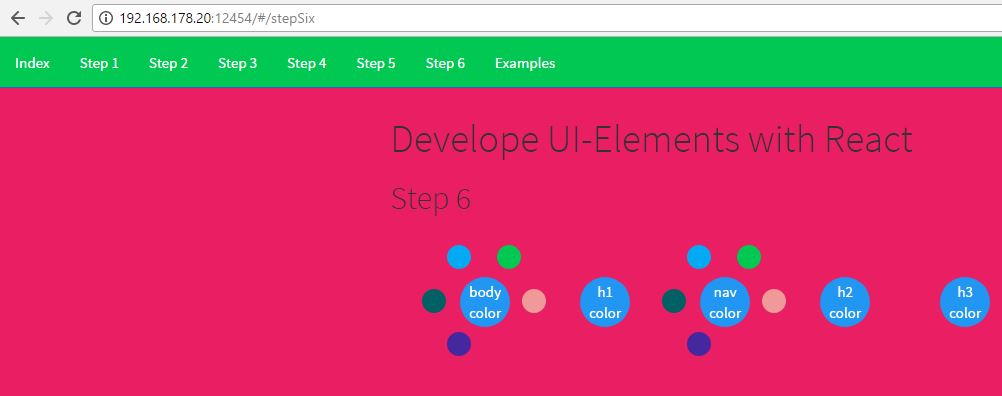 192.168.178.20:12454/#/stepSix
Index Step 1 Step 2 Step 3 Step 4 Step 5 Step 6 Examples
Develope UI-Elements with React
Step 6
body color
h1 color
nav color
h2 color
h3 color